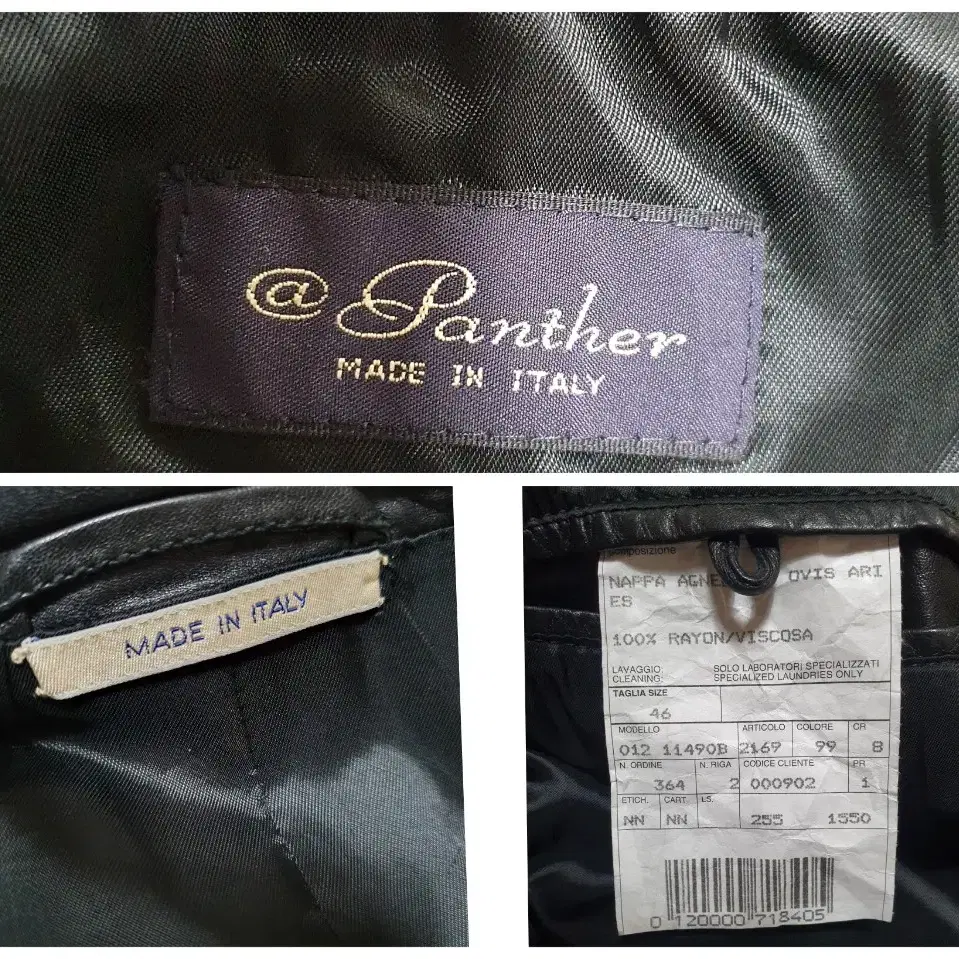 @ Panther
MADE IN ITALY
MADE IN ITALY
composizione
NAPPA OVIS ARI
ES
100% RAYON/VISCOSA
LAVAGGIO: SOLO LABORATORI SPECIALIZZATI
CLEANING: SPECIALIZED LAUNDRIES ONLY
TAGLIA SIZE
46
MODELLO ARTICOLO COLORE CR
012 11490B 2169 99 8
N. ORDINE N. RIGA CODICE CLIENTE PR
364 2 000902 1
ETICH. CART. LS.
NN NN 255 1550
0 120000 718405